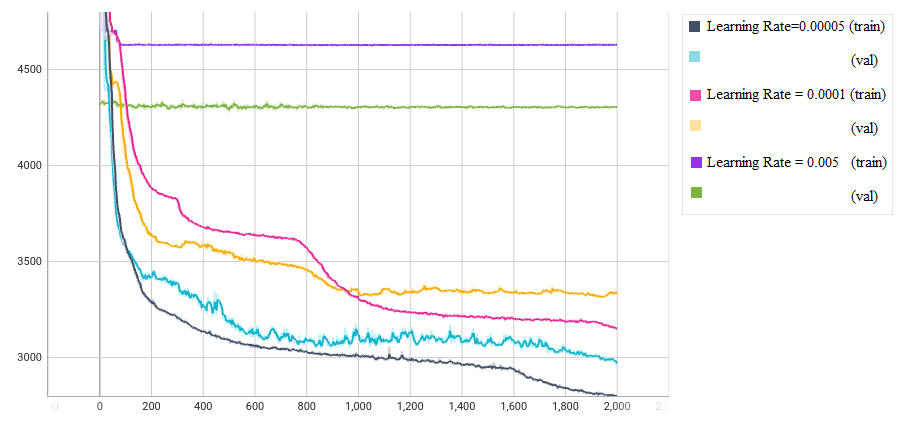 4500
4000
3500
3000
0
200
400
600
800
1,000
1,200
1,400
1,600
1,800
2,000
Learning Rate=0.00005 (train)
(val)
Learning Rate = 0.0001 (train)
(val)
Learning Rate = 0.005 (train)
(val)